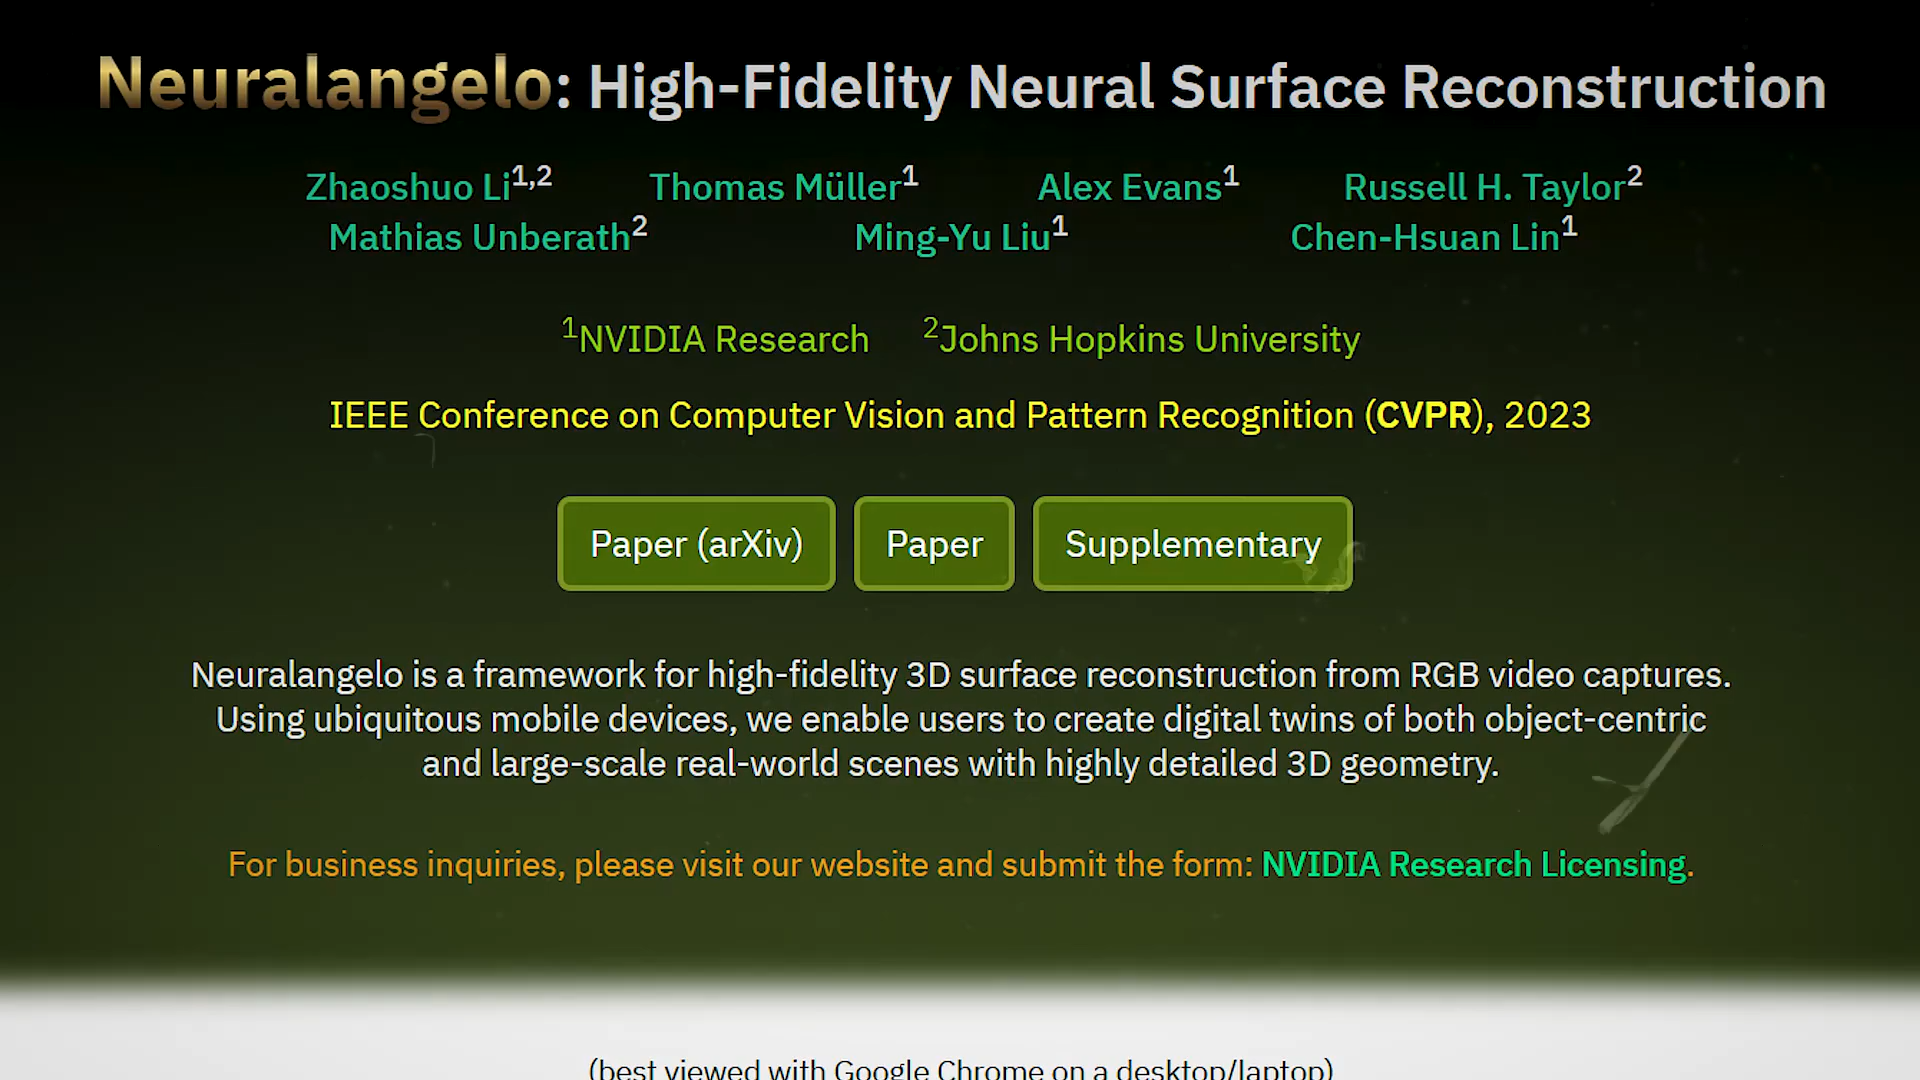 Neuralangelo: High-Fidelity Neural Surface Reconstruction
Zhaoshuo Li1,2 Thomas Müller1 Alex Evans1 Russell H. Taylor2
Mathias Unberath2 Ming-Yu Liu1 Chen-Hsuan Lin1
1NVIDIA Research 2Johns Hopkins University
IEEE Conference on Computer Vision and Pattern Recognition (CVPR), 2023
Paper (arXiv) Paper Supplementary
Neuralangelo is a framework for high-fidelity 3D surface reconstruction from RGB video captures.
Using ubiquitous mobile devices, we enable users to create digital twins of both object-centric
and large-scale real-world scenes with highly detailed 3D geometry.
For business inquiries, please visit our website and submit the form: NVIDIA Research Licensing.
(best viewed with Google Chrome on a desktop/laptop)